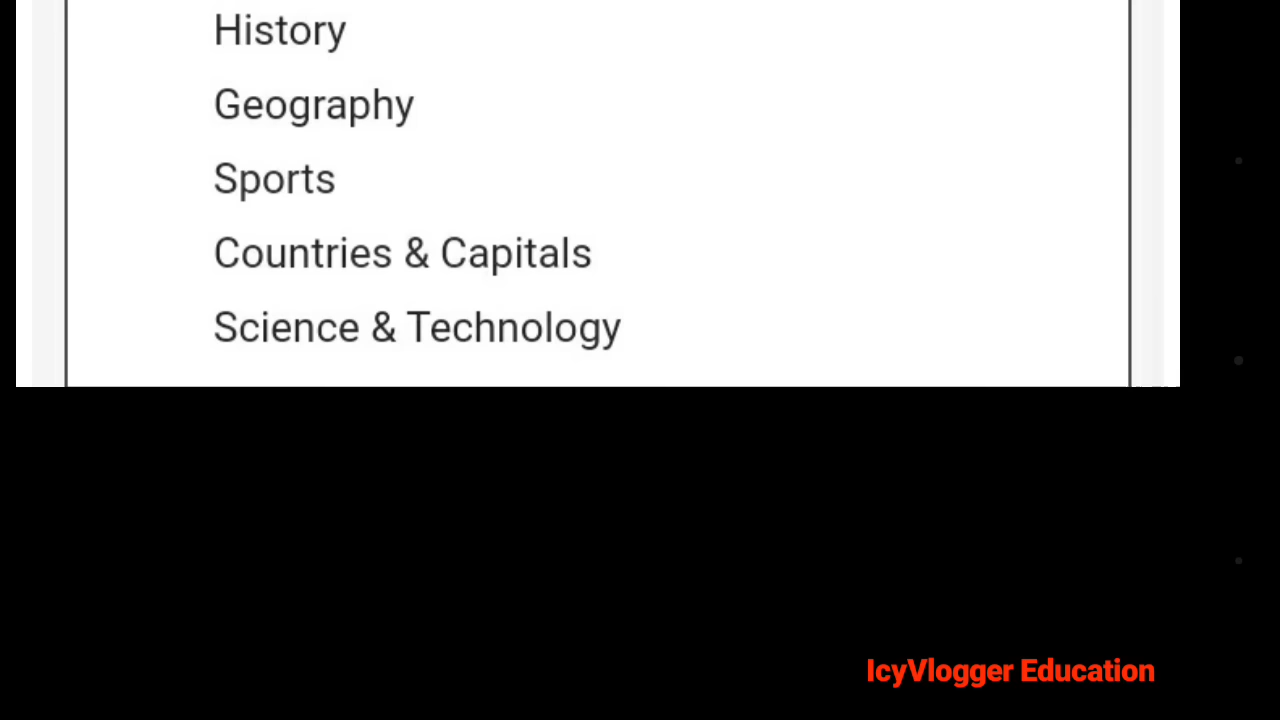 History
Geography
Sports
Countries & Capitals
Science & Technology
IcyVlogger Education